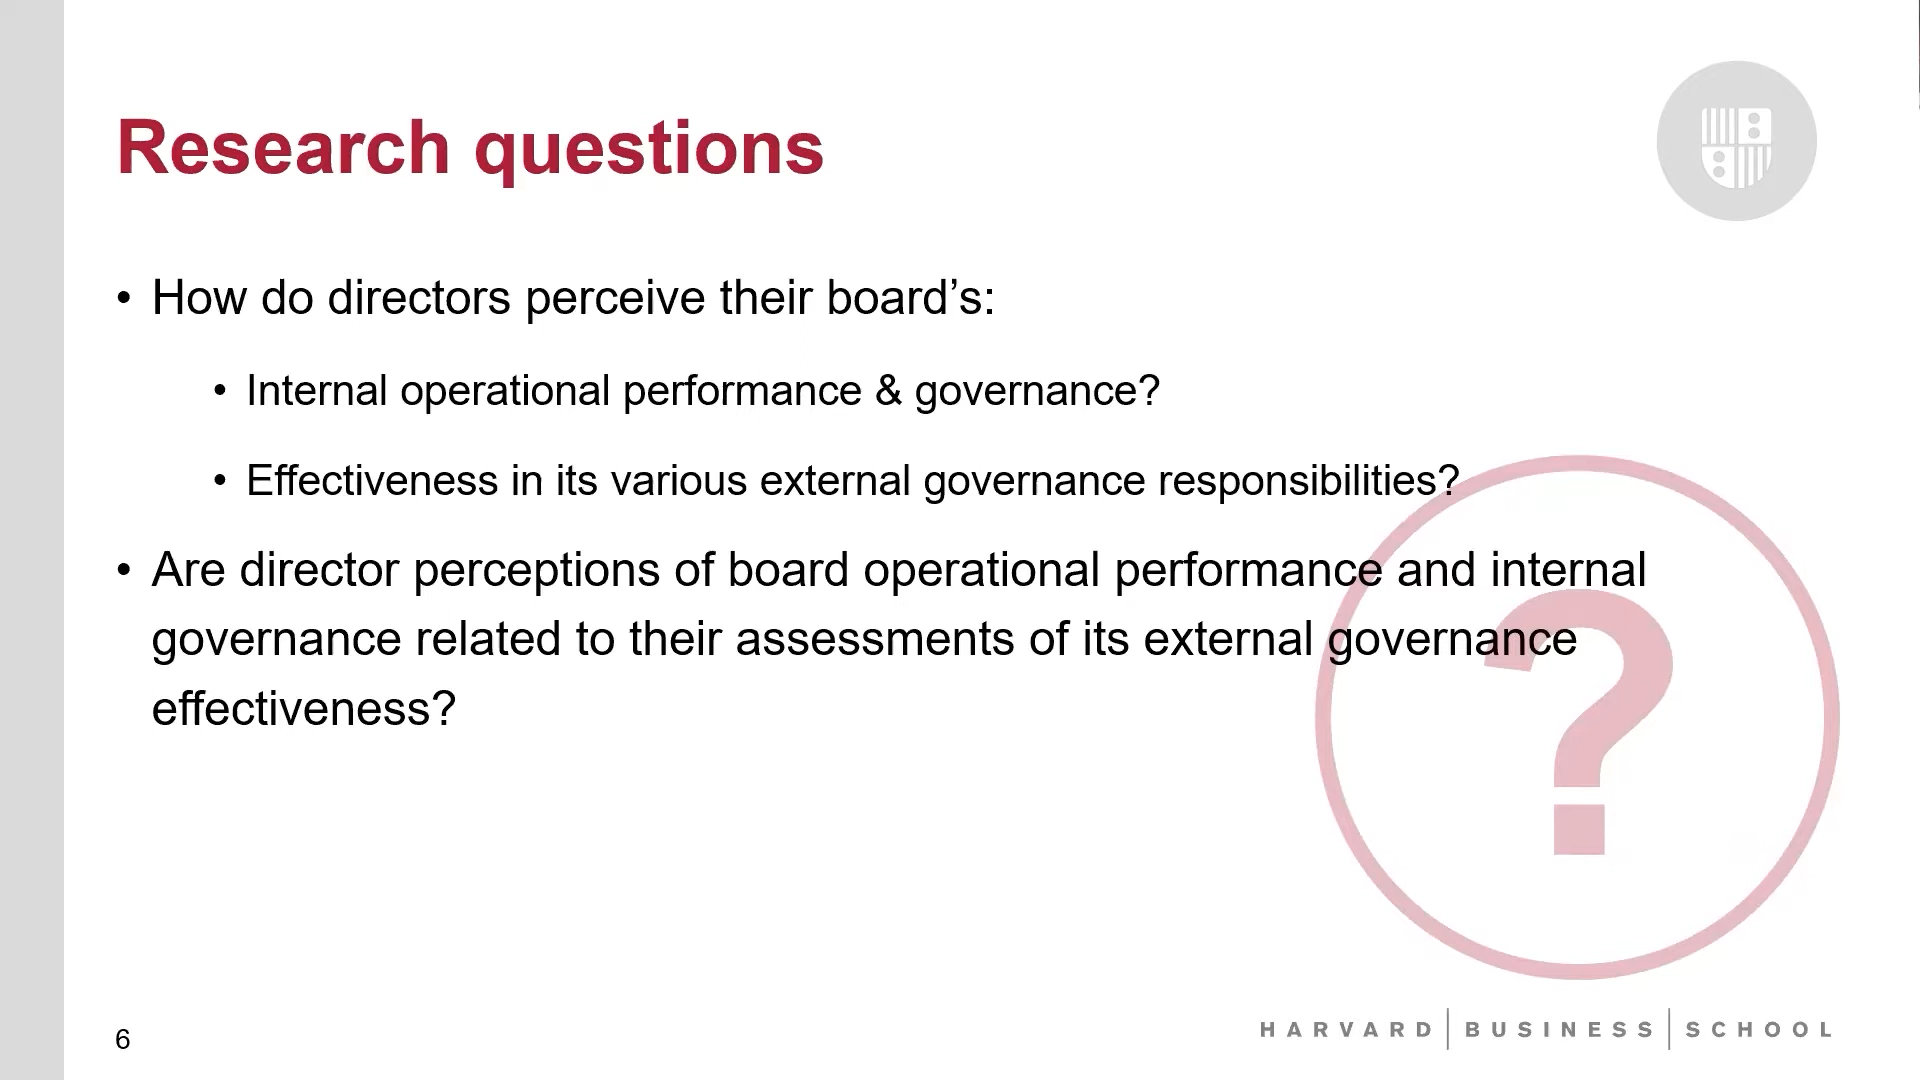 Research questions
• How do directors perceive their board’s:
• Internal operational performance & governance?
• Effectiveness in its various external governance responsibilities?
• Are director perceptions of board operational performance and internal
governance related to their assessments of its external governance
effectiveness?
?
6
HARVARD | BUSINESS | SCHOOL